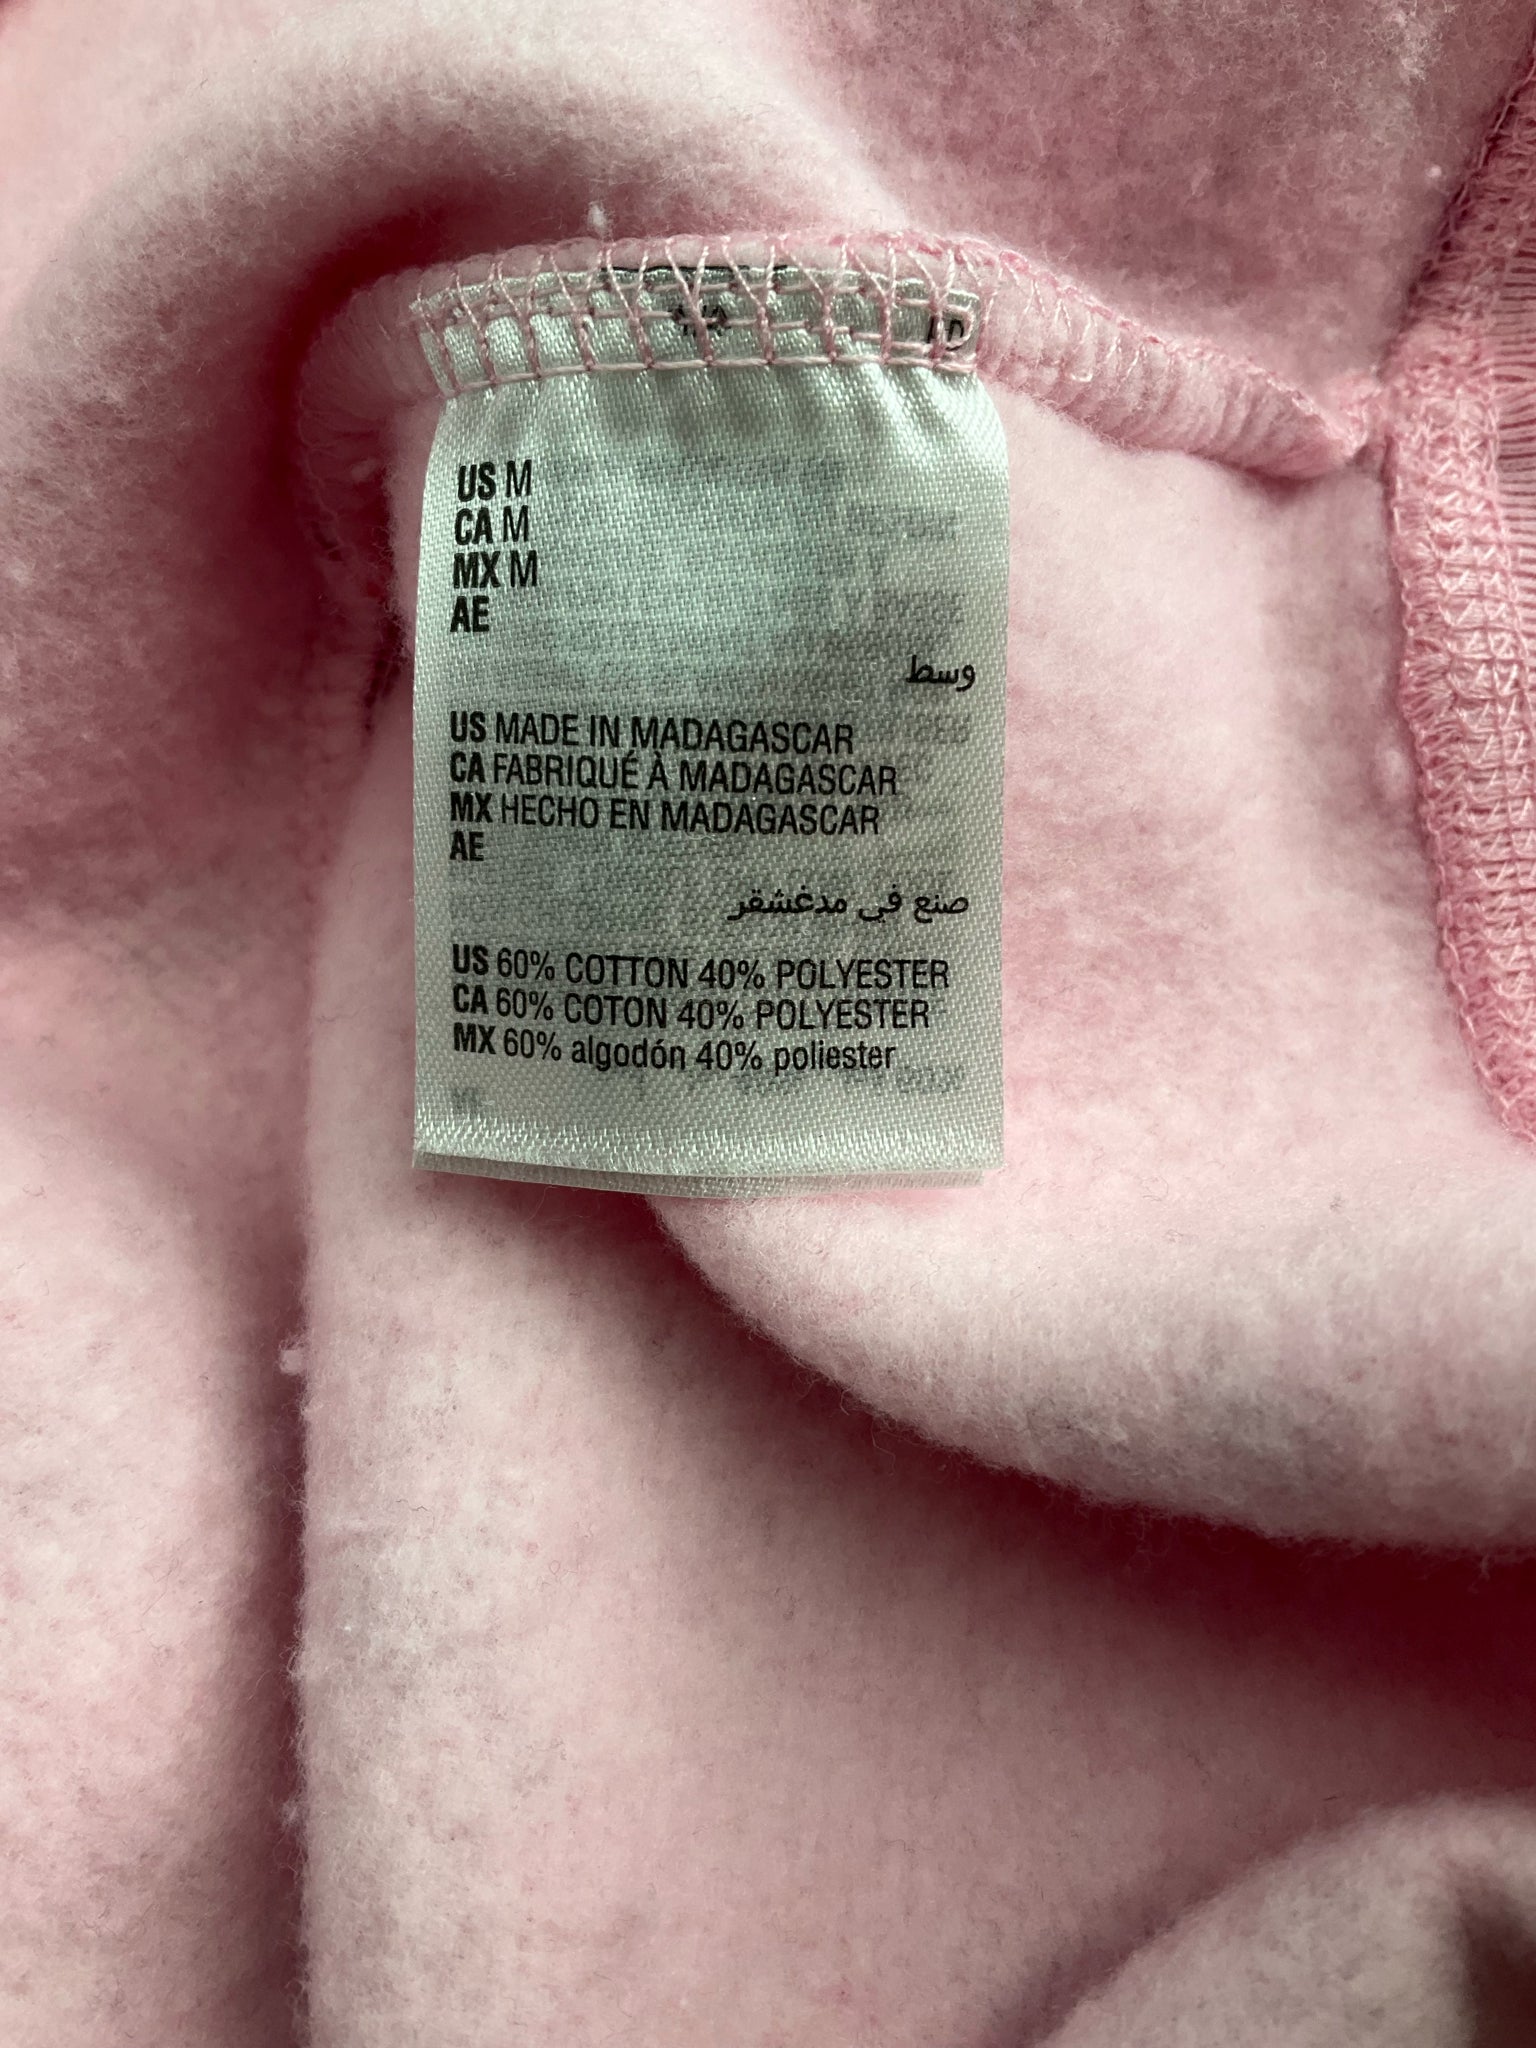 US M
CA M
MX M
AE
وسط
US MADE IN MADAGASCAR
CA FABRIQUÉ À MADAGASCAR
MX HECHO EN MADAGASCAR
AE
صنع في مدغشقر
US 60% COTTON 40% POLYESTER
CA 60% COTON 40% POLYESTER
MX 60% algodón 40% poliester